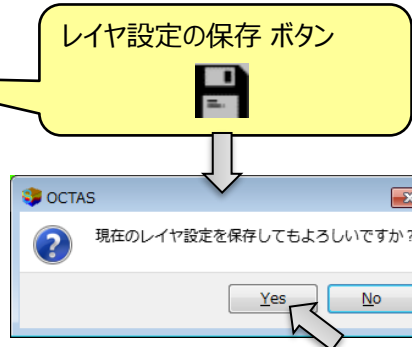 レイヤ設定の保存 ボタン
OCTAS
現在のレイヤ設定を保存してもよろしいですか？
Yes
No